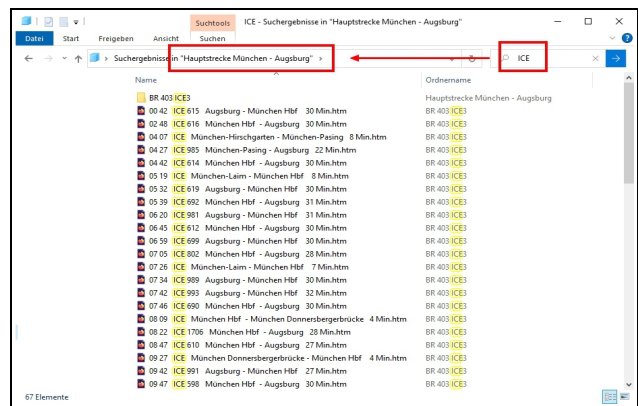 Suchtools ICE - Suchergebnisse in "Hauptstrecke München - Augsburg"
Datei Start Freigeben Ansicht Suchen
Suchergebnisse in "Hauptstrecke München - Augsburg" ICE
Name Ordnername
BR 403 ICE3 Hauptstrecke München - Augsburg
00 42 ICE 615 Augsburg - München Hbf 30 Min.htm BR 403 ICE3
02 48 ICE 616 München Hbf - Augsburg 30 Min.htm BR 403 ICE3
04 07 ICE München-Hirschgarten - München-Pasing 8 Min.htm BR 403 ICE3
04 27 ICE 985 München-Pasing - Augsburg 22 Min.htm BR 403 ICE3
04 42 ICE 614 München Hbf - Augsburg 30 Min.htm BR 403 ICE3
05 19 ICE München-Laim - München Hbf 8 Min.htm BR 403 ICE3
05 32 ICE 619 Augsburg - München Hbf 30 Min.htm BR 403 ICE3
05 39 ICE 692 München Hbf - Augsburg 31 Min.htm BR 403 ICE3
06 20 ICE 981 Augsburg - München Hbf 31 Min.htm BR 403 ICE3
06 45 ICE 612 München Hbf - Augsburg 30 Min.htm BR 403 ICE3
06 59 ICE 699 Augsburg - München Hbf 30 Min.htm BR 403 ICE3
07 05 ICE 802 München Hbf - Augsburg 28 Min.htm BR 403 ICE3
07 26 ICE München-Laim - München Hbf 7 Min.htm BR 403 ICE3
07 34 ICE 989 Augsburg - München Hbf 30 Min.htm BR 403 ICE3
07 42 ICE 993 Augsburg - München Hbf 32 Min.htm BR 403 ICE3
07 46 ICE 690 München Hbf - Augsburg 30 Min.htm BR 403 ICE3
08 09 ICE München Hbf - München Donnersbergerbrücke 4 Min.htm BR 403 ICE3
08 22 ICE 1706 München Hbf - Augsburg 28 Min.htm BR 403 ICE3
08 47 ICE 610 München Hbf - Augsburg 27 Min.htm BR 403 ICE3
09 27 ICE München Donnersbergerbrücke - München Hbf 4 Min.htm BR 403 ICE3
09 42 ICE 991 Augsburg - München Hbf 27 Min.htm BR 403 ICE3
09 47 ICE 598 München Hbf - Augsburg 30 Min.htm BR 403 ICE3
67 Elemente